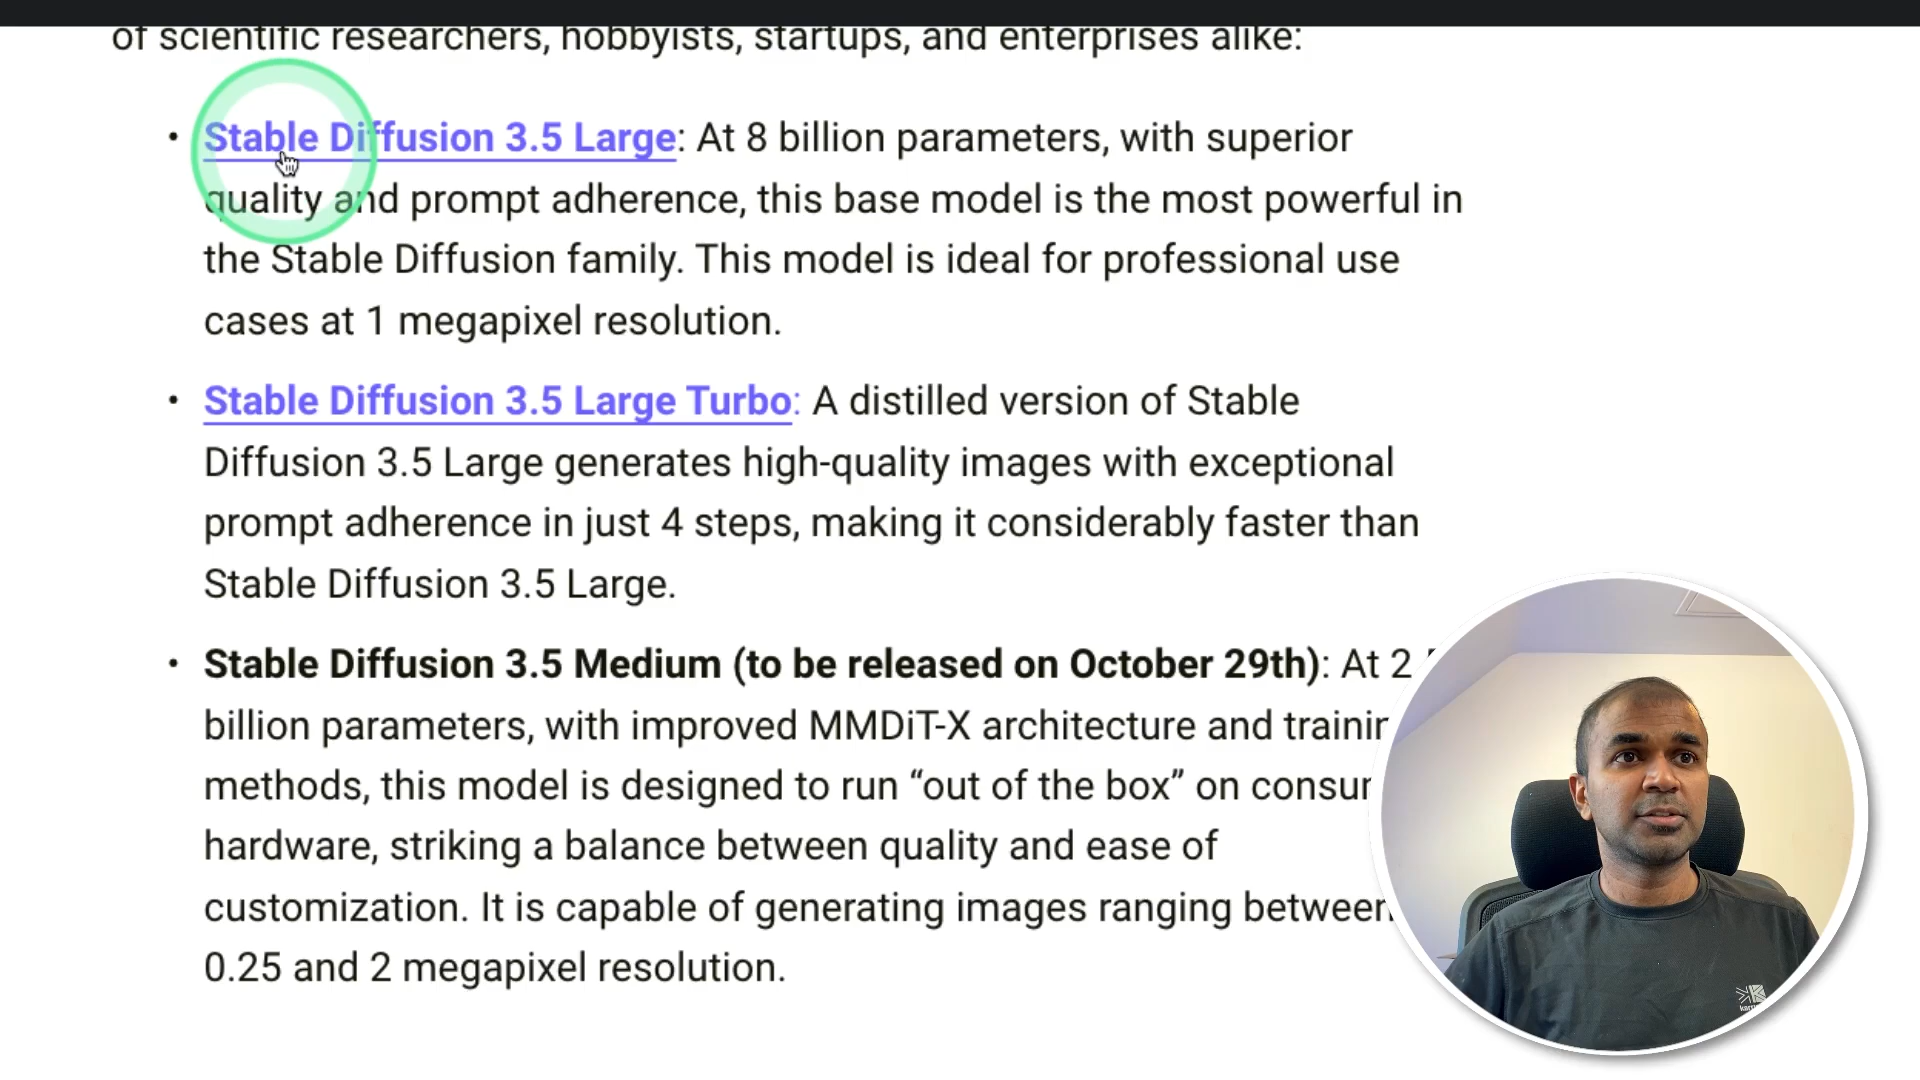 of scientific researchers, hobbyists, startups, and enterprises alike:
• Stable Diffusion 3.5 Large: At 8 billion parameters, with superior
quality and prompt adherence, this base model is the most powerful in
the Stable Diffusion family. This model is ideal for professional use
cases at 1 megapixel resolution.
• Stable Diffusion 3.5 Large Turbo: A distilled version of Stable
Diffusion 3.5 Large generates high-quality images with exceptional
prompt adherence in just 4 steps, making it considerably faster than
Stable Diffusion 3.5 Large.
• Stable Diffusion 3.5 Medium (to be released on October 29th): At 2
billion parameters, with improved MMDiT-X architecture and
methods, this model is designed to run “out of the box” on
hardware, striking a balance between quality and ease of
customization. It is capable of generating images ranging between
0.25 and 2 megapixel resolution.